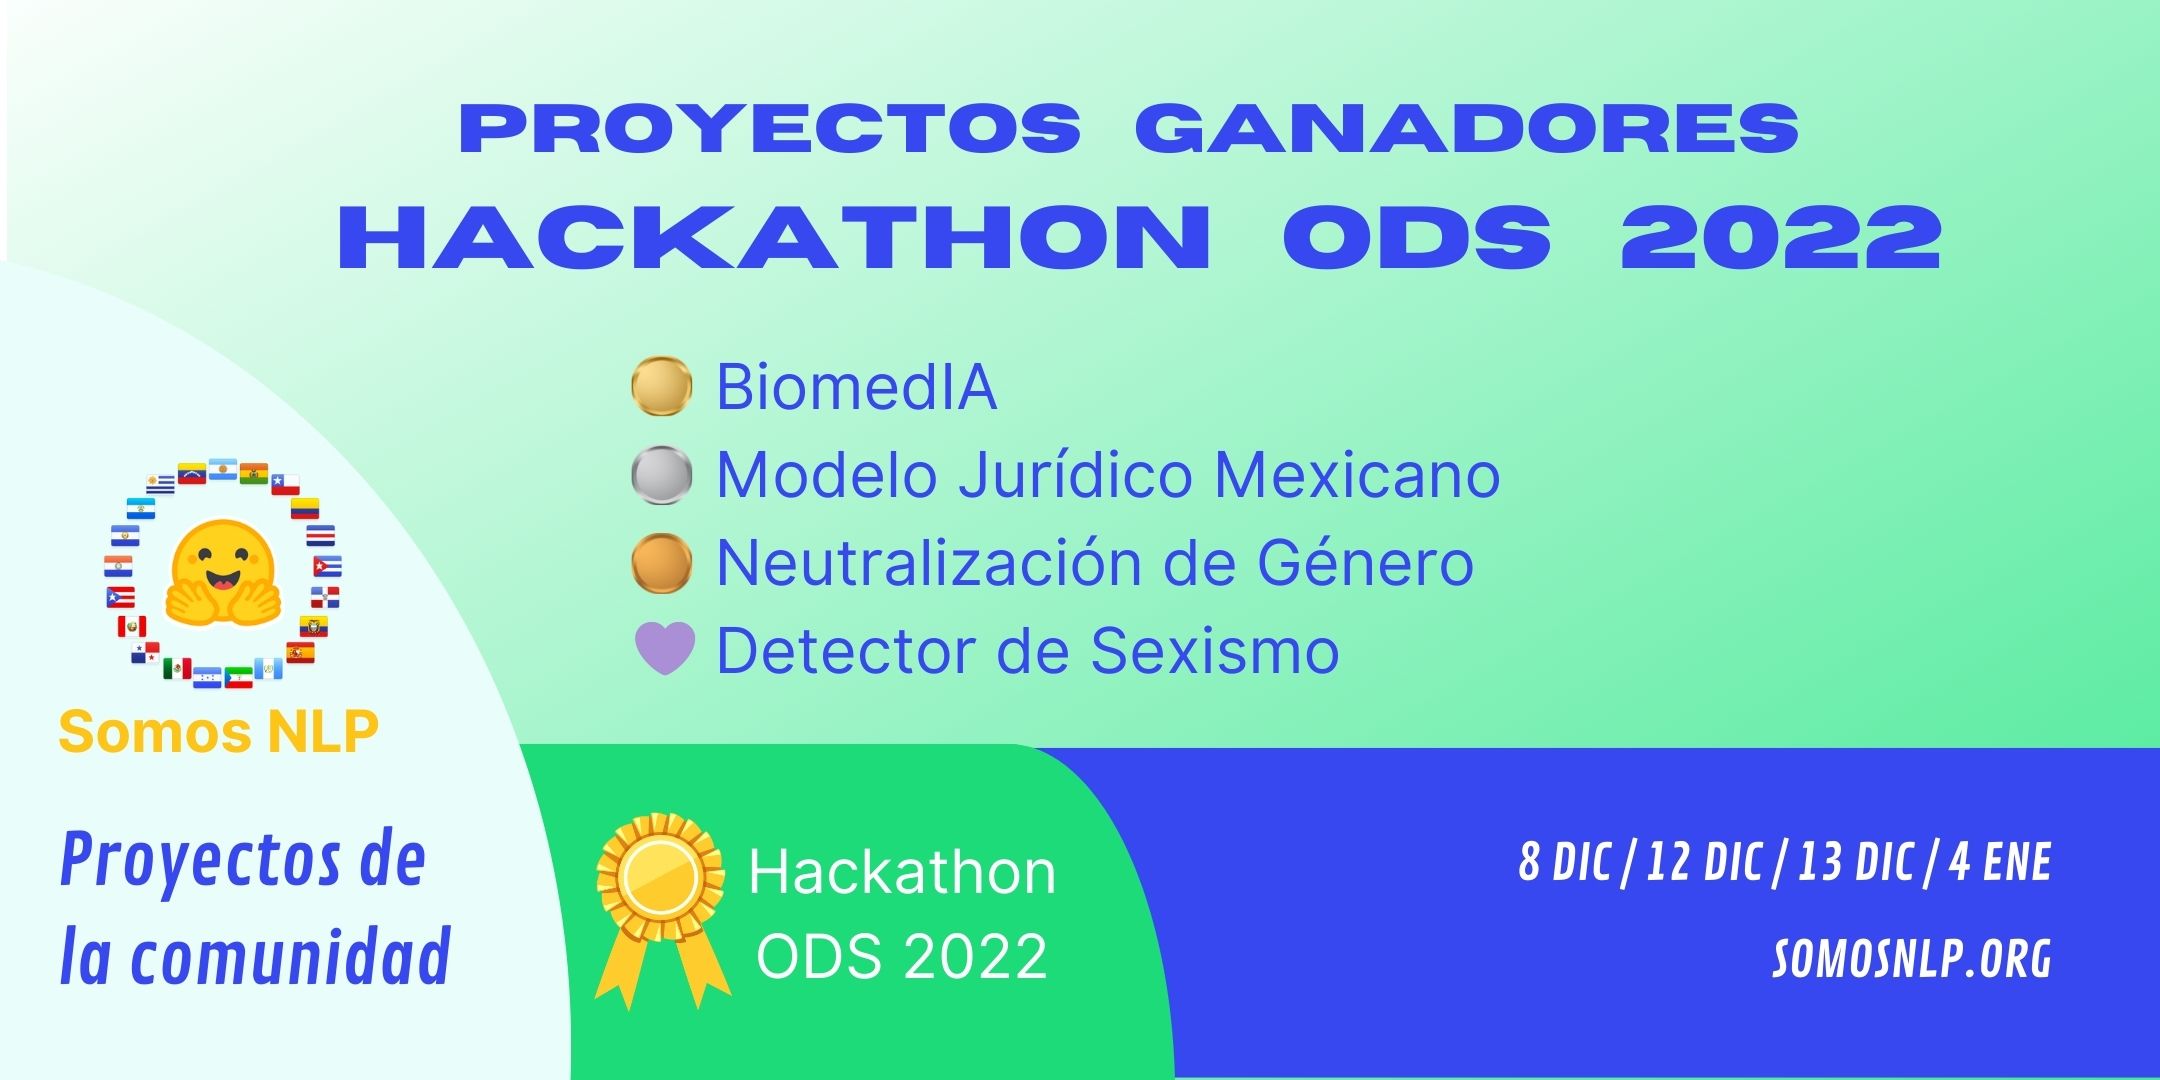 PROYECTOS GANADORES
HACKATHON ODS 2022
BiomedIA
Modelo Jurídico Mexicano
Neutralización de Género
Detector de Sexismo
Somos NLP
Proyectos de
la comunidad
Hackathon
ODS 2022
8 DIC / 12 DIC / 13 DIC / 4 ENE
SOMOSNLP.ORG